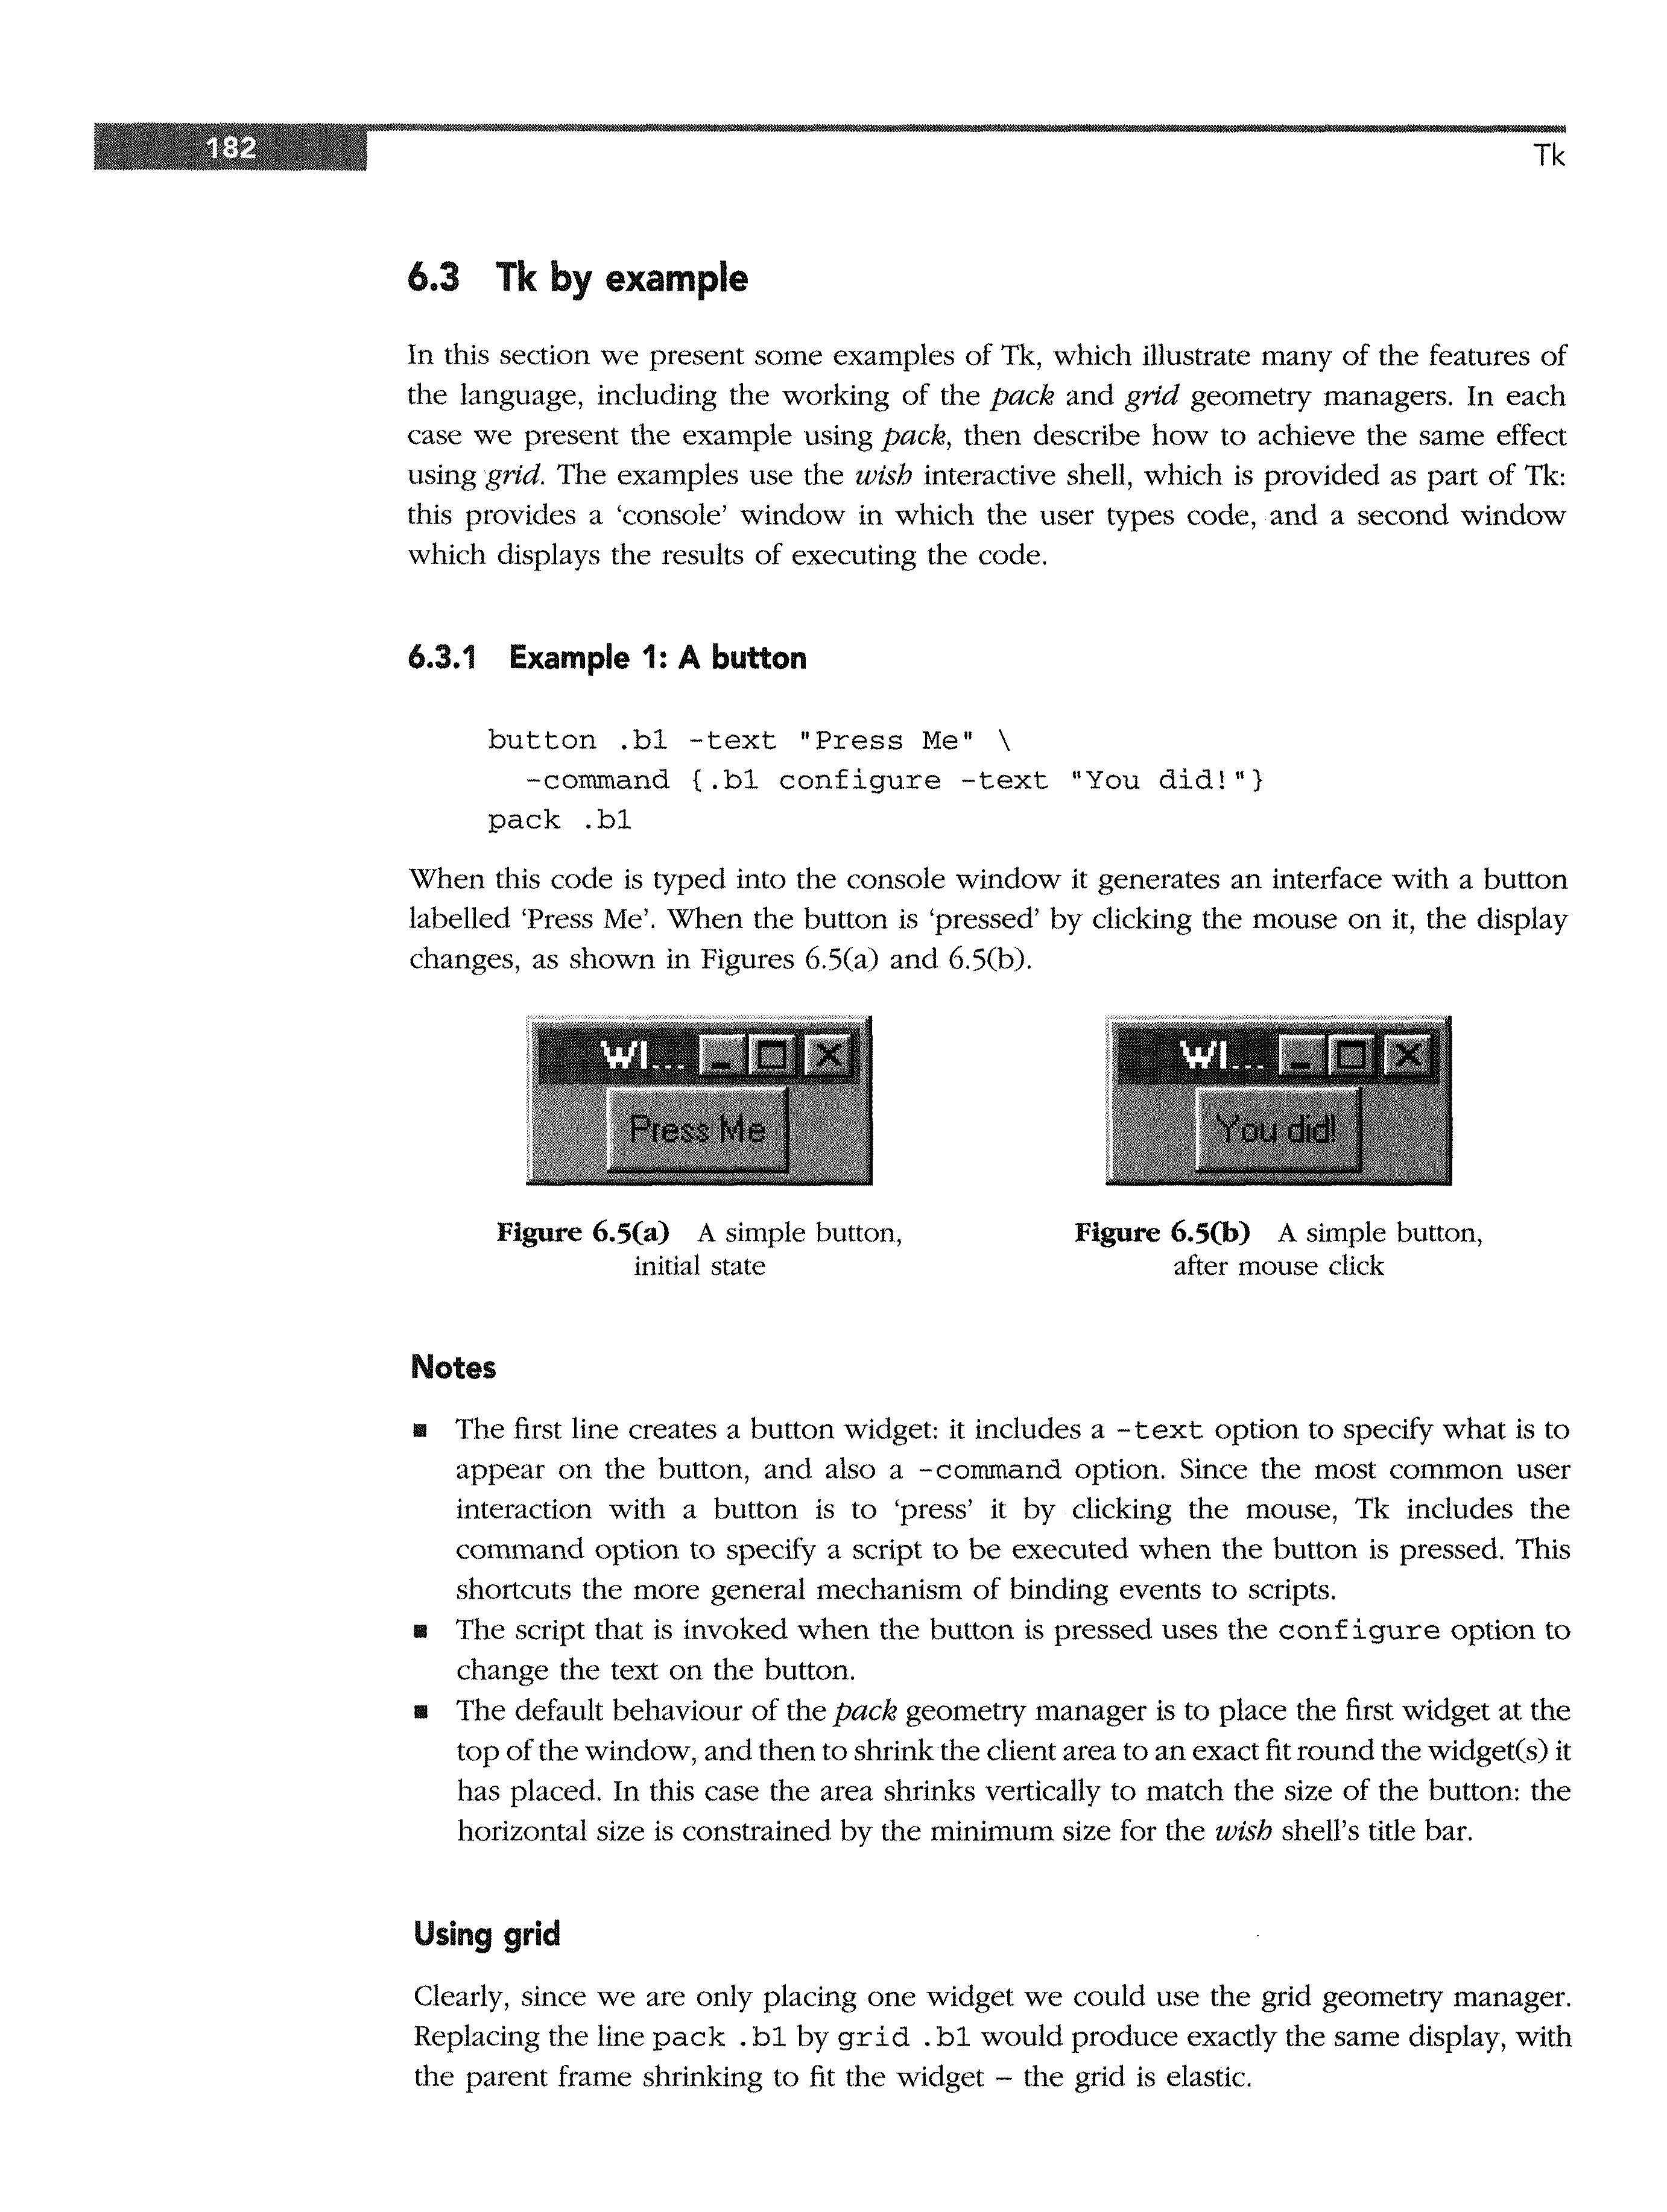 182
Tk
6.3 Tk by example
In this section we present some examples of Tk, which illustrate many of the features of
the language, including the working of the pack and grid geometry managers. In each
case we present the example using pack, then describe how to achieve the same effect
using grid. The examples use the wish interactive shell, which is provided as part of Tk:
this provides a ‘console’ window in which the user types code, and a second window
which displays the results of executing the code.
6.3.1 Example 1: A button
button .b1 -text "Press Me" \
-command {.b1 configure -text "You did!"}
pack .b1
When this code is typed into the console window it generates an interface with a button
labelled ‘Press Me’. When the button is ‘pressed’ by clicking the mouse on it, the display
changes, as shown in Figures 6.5(a) and 6.5(b).
WI...
Press Me
Figure 6.5(a) A simple button,
initial state
WI...
You did!
Figure 6.5(b) A simple button,
after mouse click
Notes
■ The first line creates a button widget: it includes a -text option to specify what is to
appear on the button, and also a -command option. Since the most common user
interaction with a button is to ‘press’ it by clicking the mouse, Tk includes the
command option to specify a script to be executed when the button is pressed. This
shortcuts the more general mechanism of binding events to scripts.
■ The script that is invoked when the button is pressed uses the configure option to
change the text on the button.
■ The default behaviour of the pack geometry manager is to place the first widget at the
top of the window, and then to shrink the client area to an exact fit round the widget(s) it
has placed. In this case the area shrinks vertically to match the size of the button: the
horizontal size is constrained by the minimum size for the wish shell’s title bar.
Using grid
Clearly, since we are only placing one widget we could use the grid geometry manager.
Replacing the line pack .b1 by grid .b1 would produce exactly the same display, with
the parent frame shrinking to fit the widget – the grid is elastic.